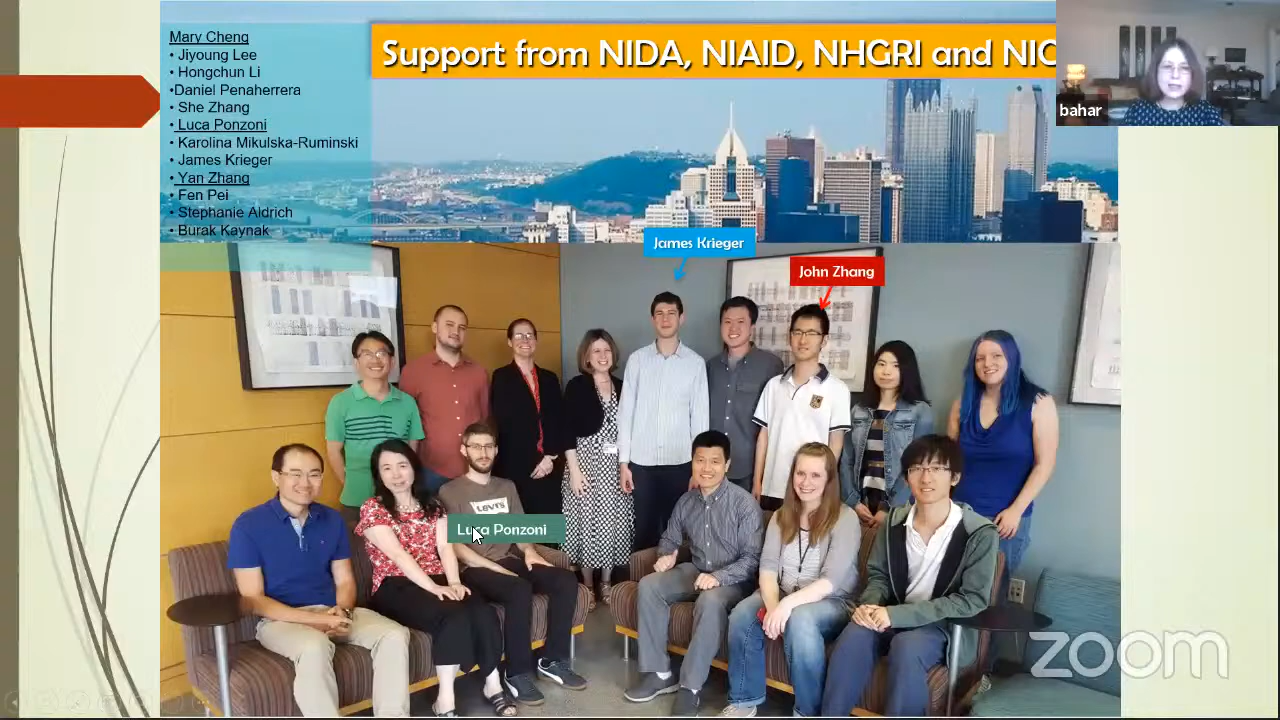 Mary Cheng
• Jiyoung Lee
• Hongchun Li
•Daniel Penaherrera
• She Zhang
• Luca Ponzoni
• Karolina Mikulska-Ruminski
• James Krieger
• Yan Zhang
• Fen Pei
• Stephanie Aldrich
• Burak Kaynak
Support from NIDA, NIAID, NHGRI and NIG
bahar
James Krieger
John Zhang
LEVI'S
Luca Ponzoni
zoom